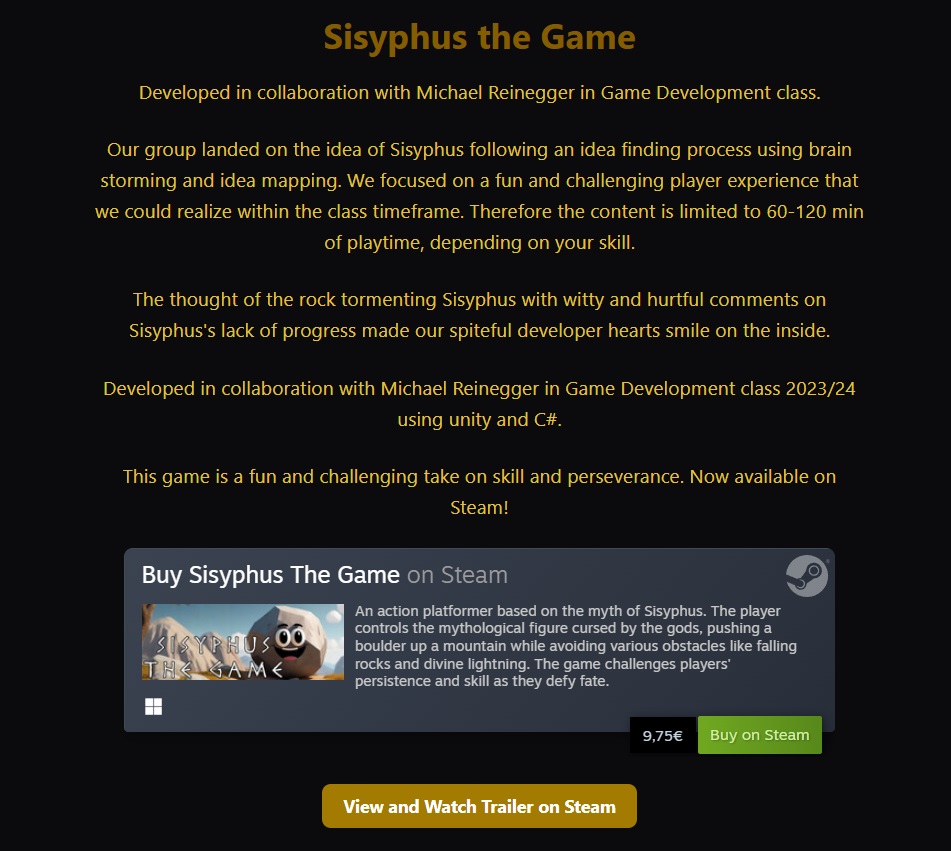 Sisyphus the Game
Developed in collaboration with Michael Reinegger in Game Development class.
Our group landed on the idea of Sisyphus following an idea finding process using brain
storming and idea mapping. We focused on a fun and challenging player experience that
we could realize within the class timeframe. Therefore the content is limited to 60-120 min
of playtime, depending on your skill.
The thought of the rock tormenting Sisyphus with witty and hurtful comments on
Sisyphus's lack of progress made our spiteful developer hearts smile on the inside.
Developed in collaboration with Michael Reinegger in Game Development class 2023/24
using unity and C#.
This game is a fun and challenging take on skill and perseverance. Now available on
Steam!
Buy Sisyphus The Game on Steam
SISYPHUS
THE GAME
An action platformer based on the myth of Sisyphus. The player
controls the mythological figure cursed by the gods, pushing a
boulder up a mountain while avoiding various obstacles like falling
rocks and divine lightning. The game challenges players'
persistence and skill as they defy fate.
9,75€
Buy on Steam
View and Watch Trailer on Steam